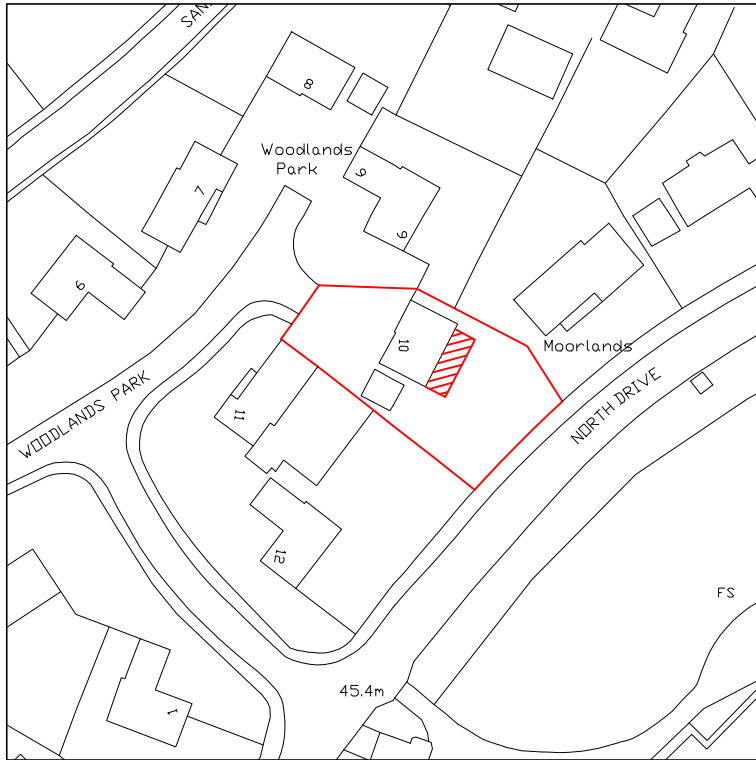 SAN
8
Woodlands
Park
9
7
9
6
10
Moorlands
NORTH DRIVE
WOODLANDS PARK
11
12
FS
45.4m
1